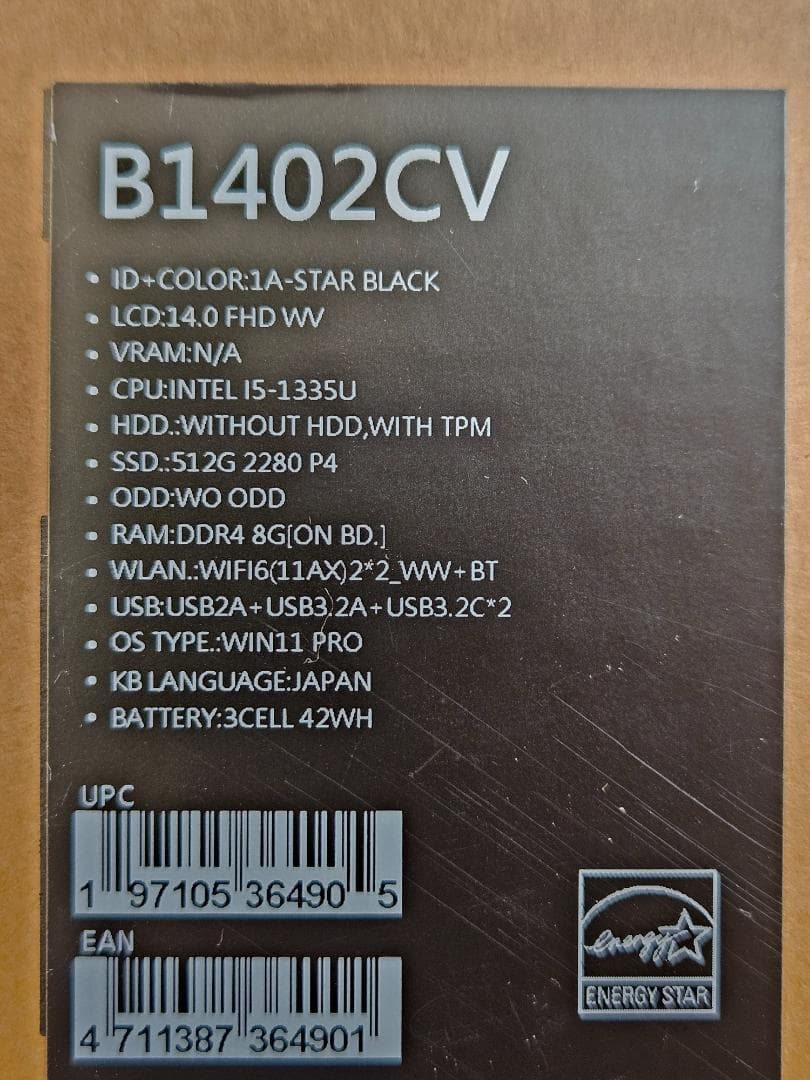 B1402CV
• ID+COLOR:1A-STAR BLACK
• LCD:14.0 FHD WV
• VRAM:N/A
• CPU:INTEL I5-1335U
• HDD.:WITHOUT HDD,WITH TPM
• SSD.:512G 2280 P4
• ODD:WO ODD
• RAM:DDR4 8G[ON BD.]
• WLAN.:WIFI6(11AX)2*2_WW+BT
• USB:USB2A+USB3.2A+USB3.2C*2
• OS TYPE.:WIN11 PRO
• KB LANGUAGE:JAPAN
• BATTERY:3CELL 42WH
UPC
1 97105 36490 5
EAN
4 711387 364901
energy
ENERGY STAR